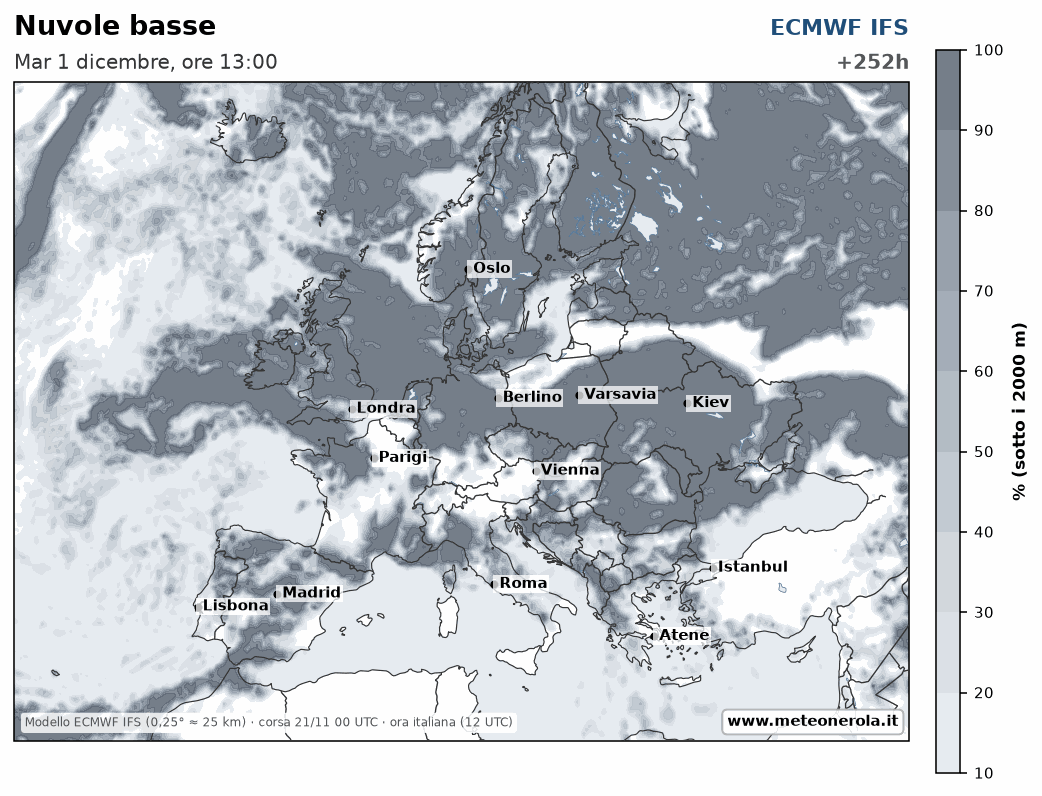 Nuvole basse
ECMWF IFS
Mar 1 dicembre, ore 13:00
+252h
100
90
80
70
60
50
40
30
20
10
% (sotto i 2000 m)
Oslo
Berlino
Varsavia
Kiev
Londra
Parigi
Vienna
Istanbul
Roma
Madrid
Lisbona
Atene
Modello ECMWF IFS (0,25° ≈ 25 km) · corsa 21/11 00 UTC · ora italiana (12 UTC)
www.meteonerola.it